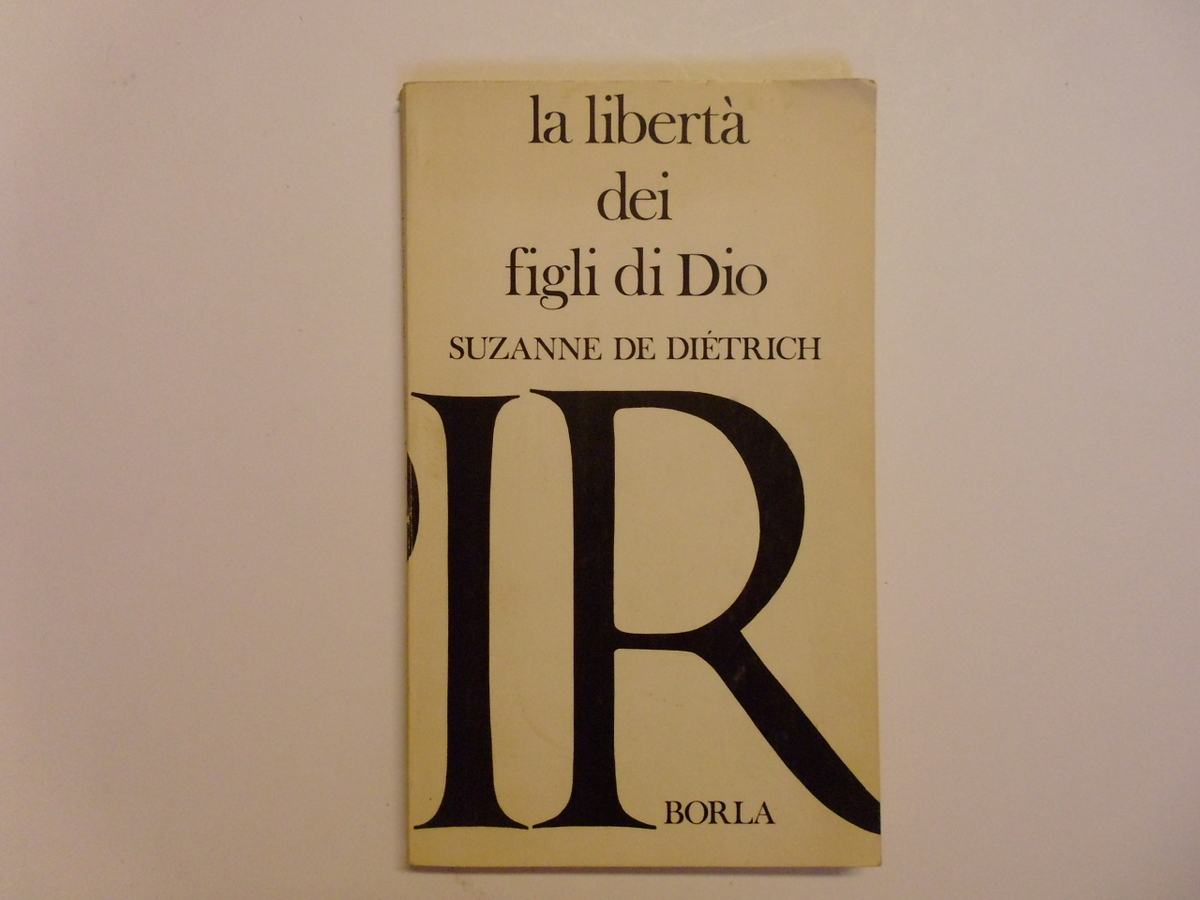 la libertà
dei
figli di Dio
SUZANNE DE DIÉTRICH
IR
BORLA